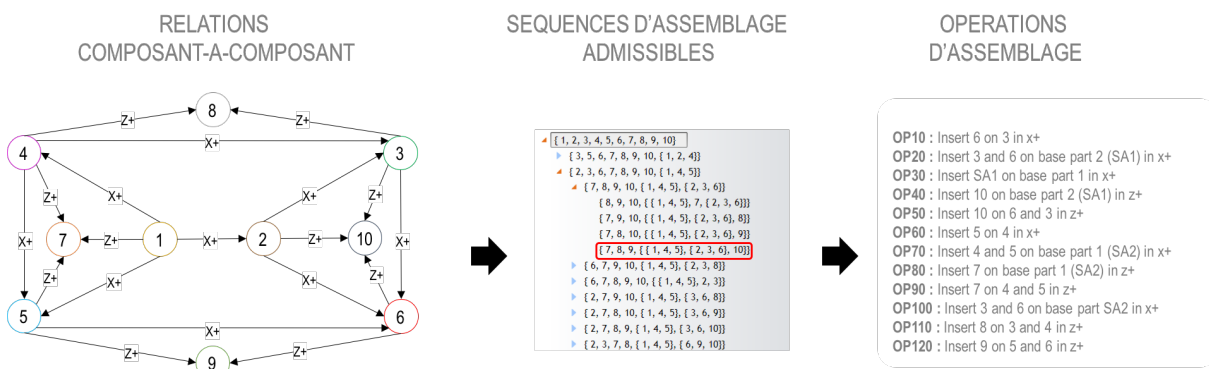 RELATIONS
COMPOSANT-A-COMPOSANT
SEQUENCES D'ASSEMBLAGE
ADMISSIBLES
OPERATIONS
D'ASSEMBLAGE
8
Z+
Z+
X+
4
3
Z+
X+
X+
Z+
X+
7
Z+
1
X+
2
Z+
10
X+
Z+
X+
X+
Z+
5
6
X+
Z+
Z+
9
{ 1, 2, 3, 4, 5, 6, 7, 8, 9, 10}
{ 3, 5, 6, 7, 8, 9, 10, { 1, 2, 4}}
{ 2, 3, 6, 7, 8, 9, 10, { 1, 4, 5}}
{ 7, 8, 9, 10, { 1, 4, 5}, { 2, 3, 6}}
{ 8, 9, 10, { { 1, 4, 5}, 7, { 2, 3, 6}}}
{ 7, 9, 10, { { 1, 4, 5}, { 2, 3, 6}, 8}}
{ 7, 8, 10, { { 1, 4, 5}, { 2, 3, 6}, 9}}
{ 7, 8, 9, { { 1, 4, 5}, { 2, 3, 6}, 10}}
{ 6, 7, 9, 10, { 1, 4, 5}, { 2, 3, 8}}
{ 6, 7, 8, 9, 10, { { 1, 4, 5}, 2, 3}}
{ 2, 7, 9, 10, { 1, 4, 5}, { 3, 6, 8}}
{ 2, 7, 8, 10, { 1, 4, 5}, { 3, 6, 9}}
{ 2, 7, 8, 9, { 1, 4, 5}, { 3, 6, 10}}
{ 2, 3, 7, 8, { 1, 4, 5}, { 6, 9, 10}}
OP10 : Insert 6 on 3 in x+
OP20 : Insert 3 and 6 on base part 2 (SA1) in x+
OP30 : Insert SA1 on base part 1 in x+
OP40 : Insert 10 on base part 2 (SA1) in z+
OP50 : Insert 10 on 6 and 3 in z+
OP60 : Insert 5 on 4 in x+
OP70 : Insert 4 and 5 on base part 1 (SA2) in x+
OP80 : Insert 7 on base part 1 (SA2) in z+
OP90 : Insert 7 on 4 and 5 in z+
OP100 : Insert 3 and 6 on base part SA2 in x+
OP110 : Insert 8 on 3 and 4 in z+
OP120 : Insert 9 on 5 and 6 in z+